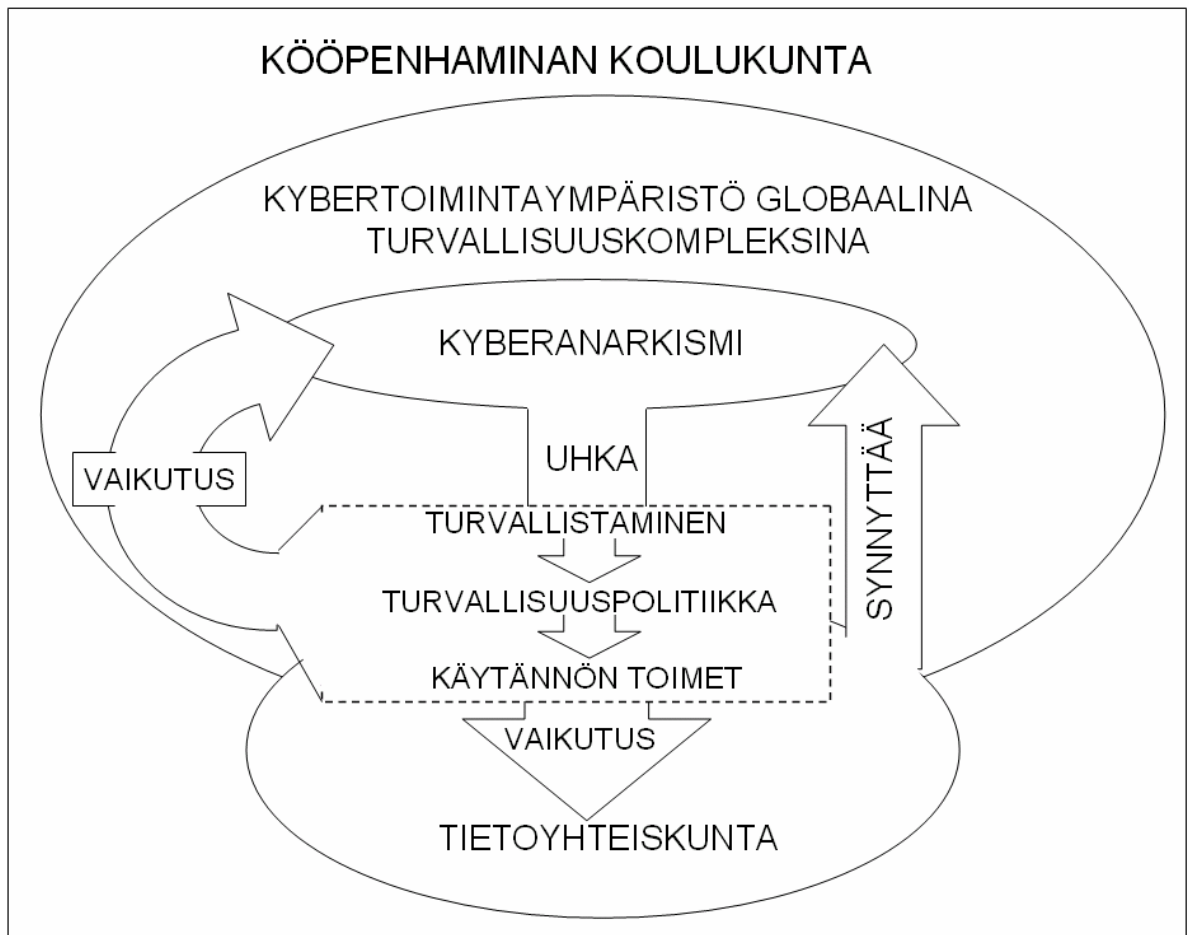 KÖÖPENHAMINAN KOULUKUNTA
KYBERTOIMINTAYMPÄRISTÖ GLOBAALINA
TURVALLISUUSKOMPLEKSINA
KYBERANARKISMI
UHKA
VAIKUTUS
SYNNYTTÄÄ
TURVALLISTAMINEN
TURVALLISUUSPOLITIIKKA
KÄYTÄNNÖN TOIMET
VAIKUTUS
TIETOYHTEISKUNTA